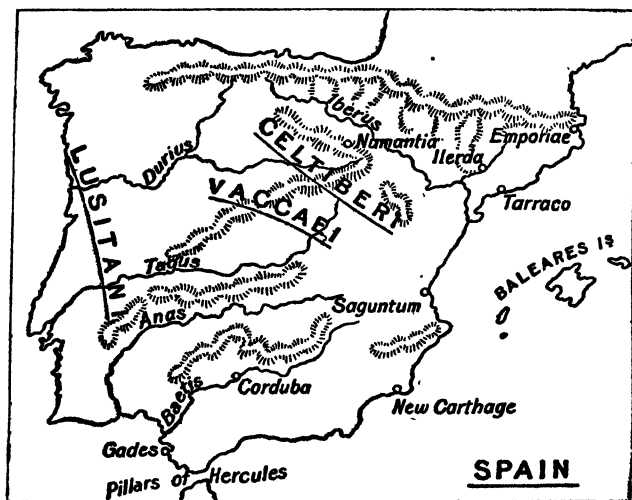 Iberus
CELTIBERI
Numantia
Emporiae
Ilerda
LUSITANI
Durius
VACCAEI
Tarraco
Tagus
BALEARES Is
Anas
Saguntum
Baetis
Corduba
New Carthage
Gades
Pillars of Hercules
SPAIN